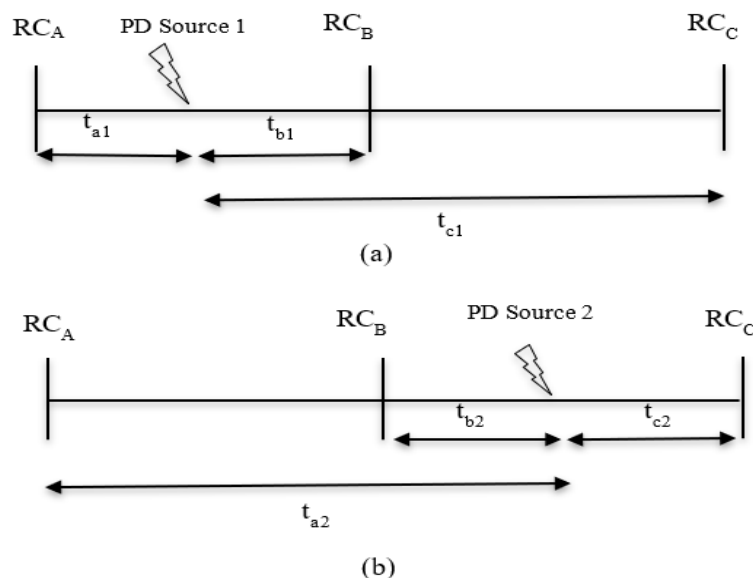 RCA PD Source 1 RCB RCC
ta1 tb1
tc1
(a)
RCA RCB PD Source 2 RCC
tb2 tc2
ta2
(b)